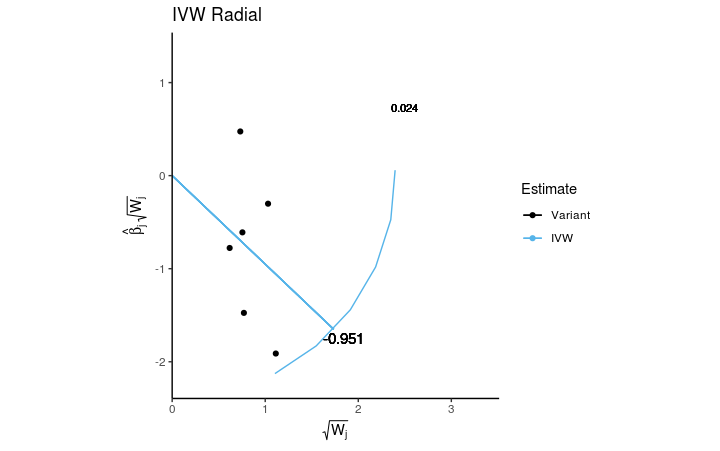 IVW Radial
1
0.024
0
β̂ⱼ√Wⱼ
-1
-0.951
-2
0 1 2 3
√Wⱼ
Estimate
Variant
IVW